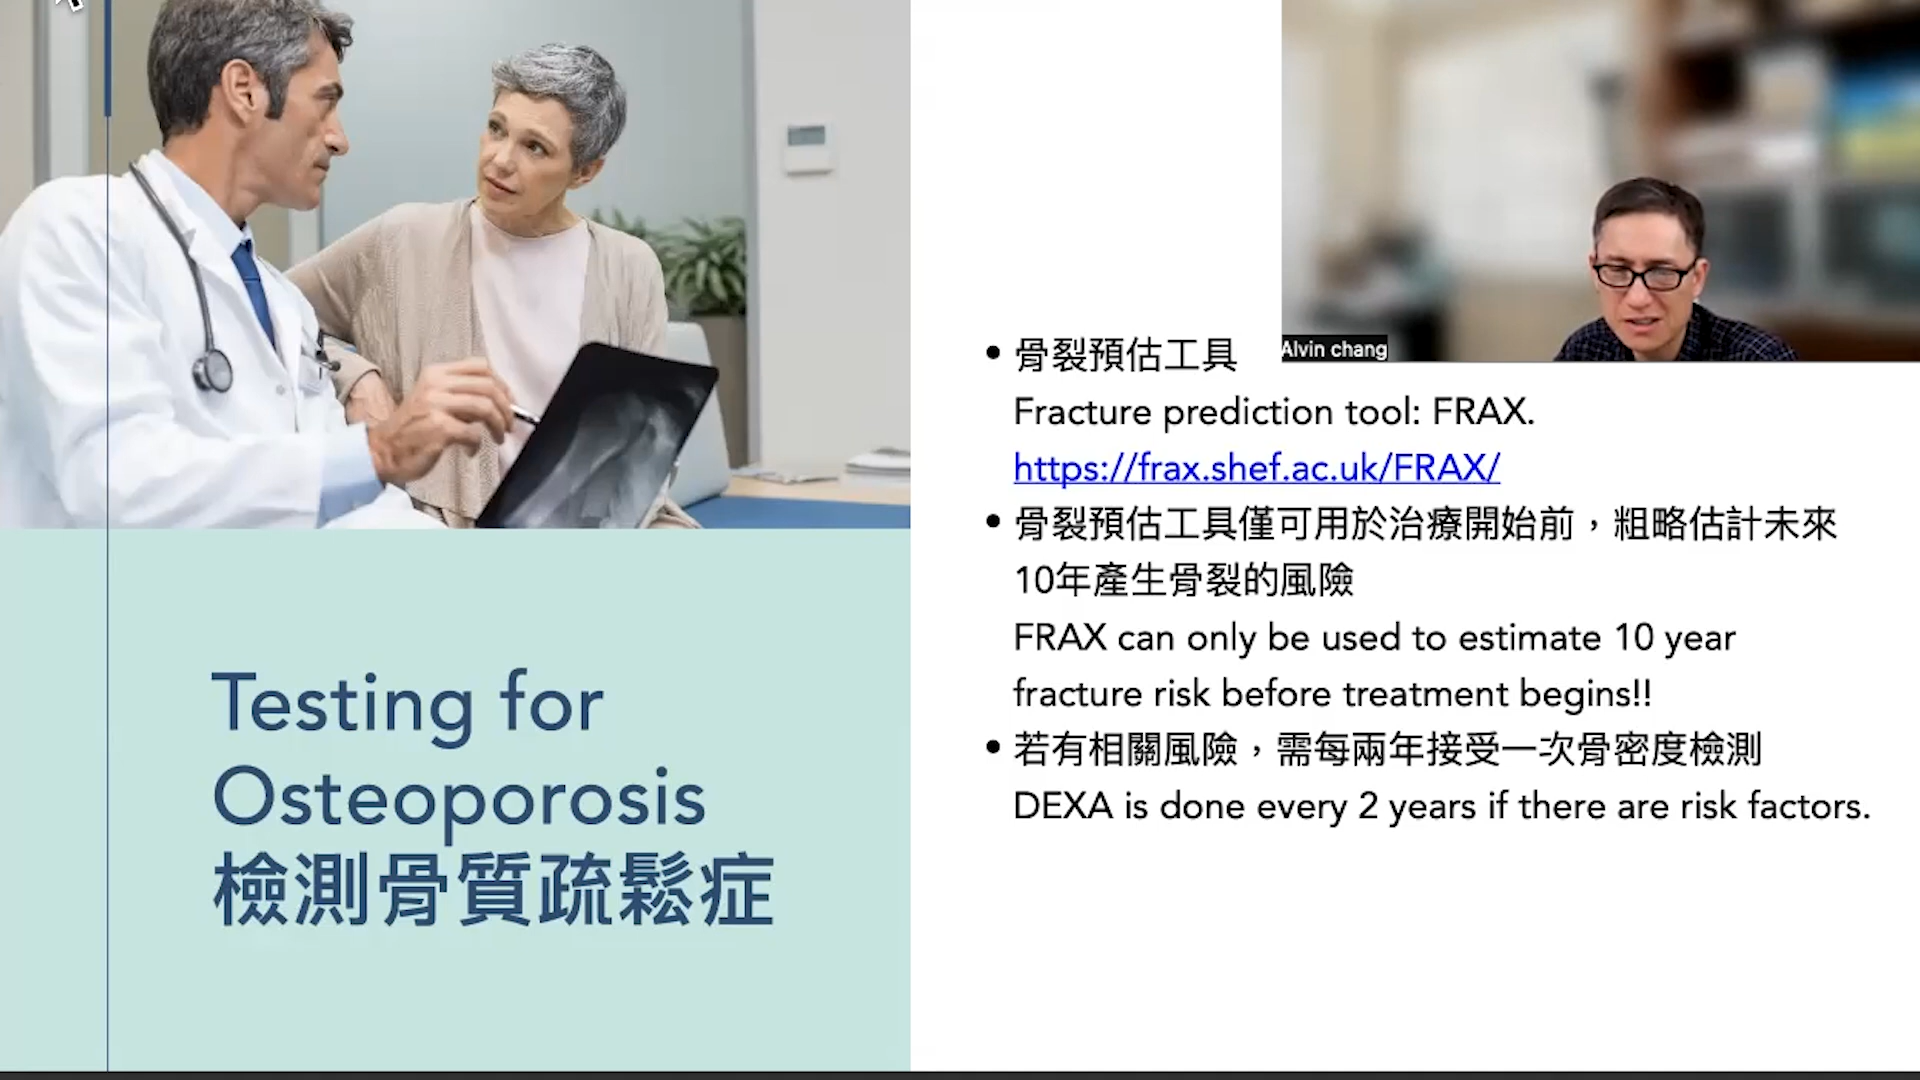 Testing for
Osteoporosis
檢測骨質疏鬆症
Alvin chang
骨裂預估工具
Fracture prediction tool: FRAX.
https://frax.shef.ac.uk/FRAX/
骨裂預估工具僅可用於治療開始前，粗略估計未來
10年產生骨裂的風險
FRAX can only be used to estimate 10 year
fracture risk before treatment begins!!
若有相關風險，需每兩年接受一次骨密度檢測
DEXA is done every 2 years if there are risk factors.